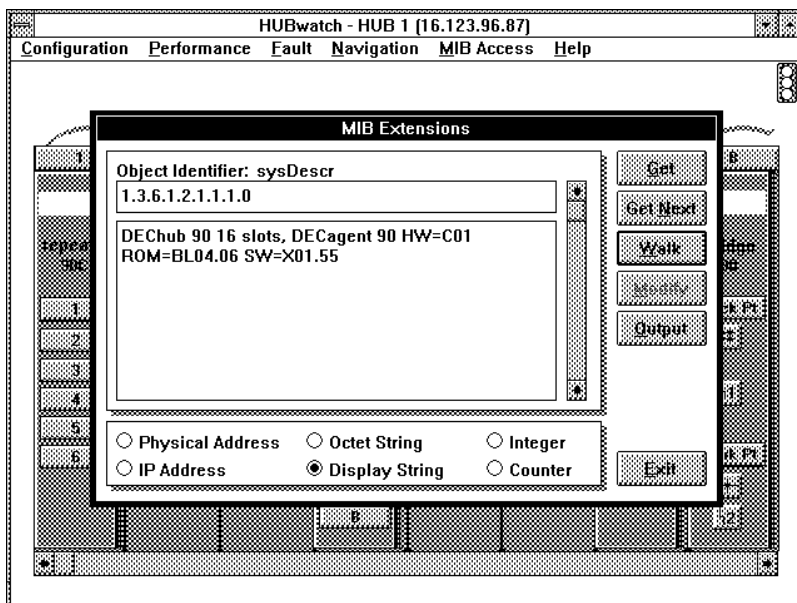 HUBwatch - HUB 1 (16.123.96.87)
Configuration Performance Fault Navigation MIB Access Help
MIB Extensions
1
8
Object Identifier: sysDescr
1.3.6.1.2.1.1.1.0
DEChub 90 16 slots, DECagent 90 HW=C01
ROM=BL04.06 SW=X01.55
Get
Get Next
Walk
Modify
Output
Exit
Physical Address
Octet String
Integer
IP Address
Display String
Counter
1
2
3
4
5
6
B